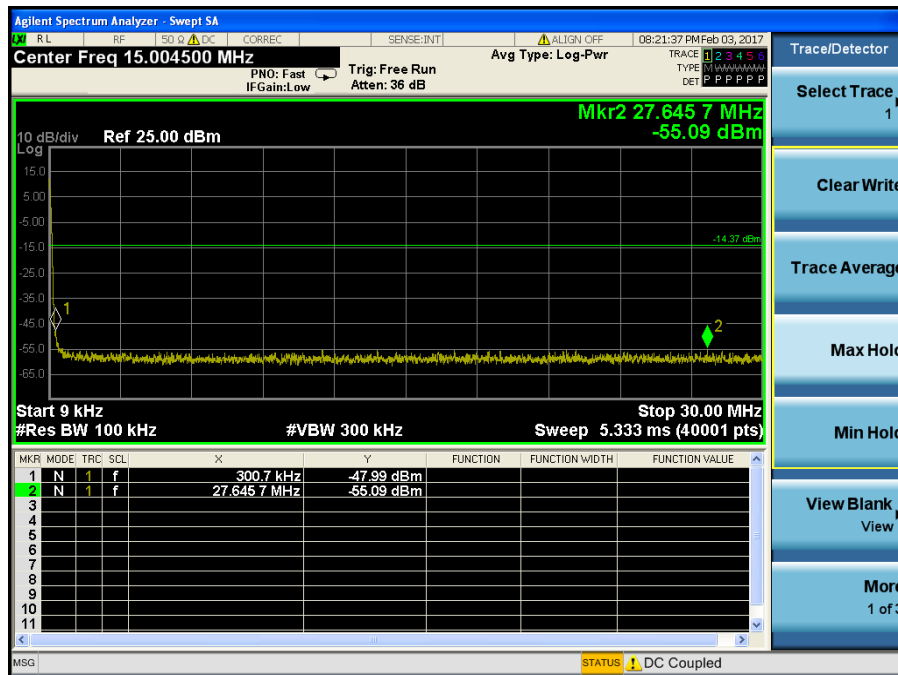 Agilent Spectrum Analyzer - Swept SA
LXI RL RF 50 Ω DC CORREC SENSE:INT ALIGN OFF 08:21:37 PM Feb 03, 2017
Center Freq 15.004500 MHz
PNO: Fast
IFGain:Low
Trig: Free Run
Atten: 36 dB
Avg Type: Log-Pwr
TRACE 1 2 3 4 5 6
TYPE M WWWWW
DET P P P P P P
Mkr2 27.645 7 MHz
-55.09 dBm
10 dB/div Ref 25.00 dBm
Log
15.0
5.00
-5.00
-15.0
-14.37 dBm
-25.0
-35.0
1
-45.0
2
-55.0
-65.0
Start 9 kHz Stop 30.00 MHz
#Res BW 100 kHz #VBW 300 kHz Sweep 5.333 ms (40001 pts)
MKR MODE TRC SCL X Y FUNCTION FUNCTION WIDTH FUNCTION VALUE
1 N 1 f 300.7 kHz -47.99 dBm
2 N 1 f 27.645 7 MHz -55.09 dBm
3
4
5
6
7
8
9
10
11
MSG STATUS DC Coupled
Trace/Detector
Select Trace
1
Clear Write
Trace Average
Max Hold
Min Hold
View Blank
View
More
1 of 3